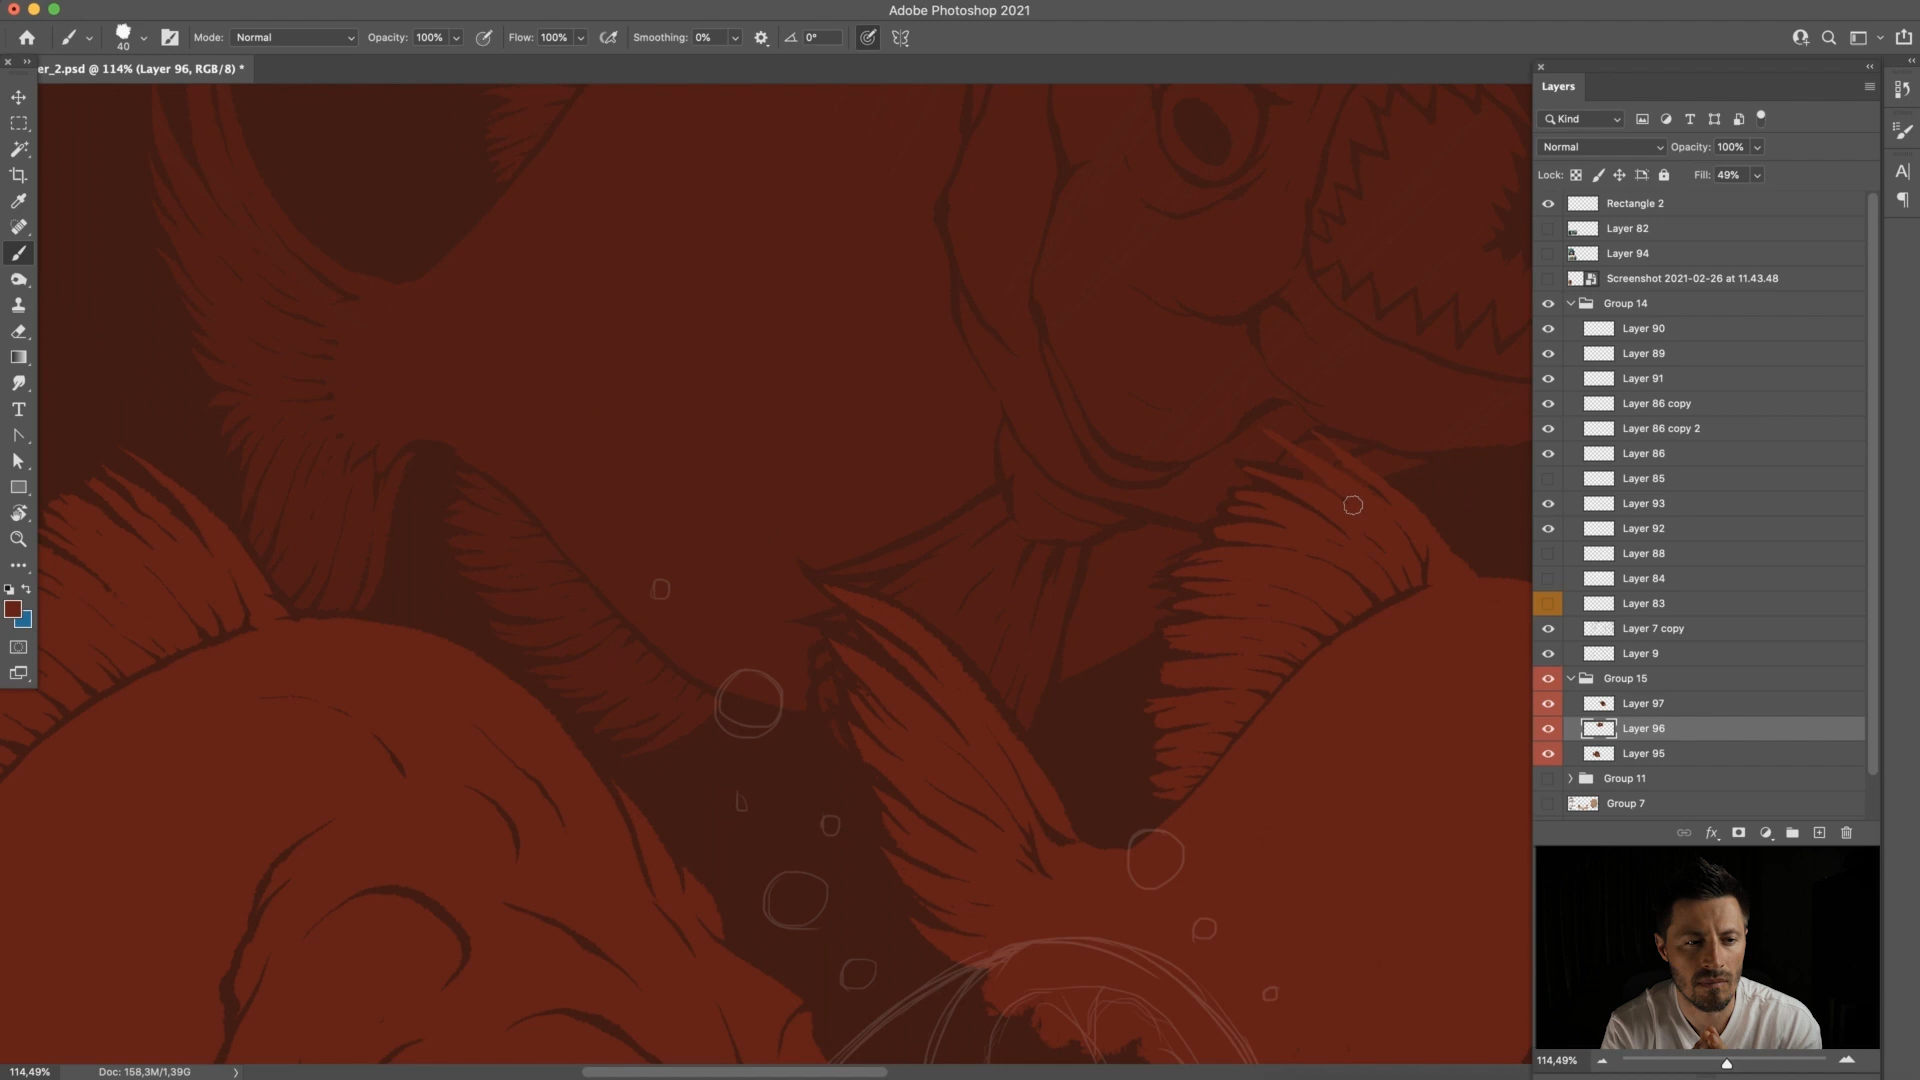 Adobe Photoshop 2021
40
Mode: Normal
Opacity: 100%
Flow: 100%
Smoothing: 0%
0°
er_2.psd @ 114% (Layer 96, RGB/8) *
Layers
Kind
Normal
Opacity: 100%
Lock:
Fill: 49%
Rectangle 2
Layer 82
Layer 94
Screenshot 2021-02-26 at 11.43.48
Group 14
Layer 90
Layer 89
Layer 91
Layer 86 copy
Layer 86 copy 2
Layer 86
Layer 85
Layer 93
Layer 92
Layer 88
Layer 84
Layer 83
Layer 7 copy
Layer 9
Group 15
Layer 97
Layer 96
Layer 95
Group 11
Group 7
114,49%
114,49%
Doc: 158,3M/1,39G